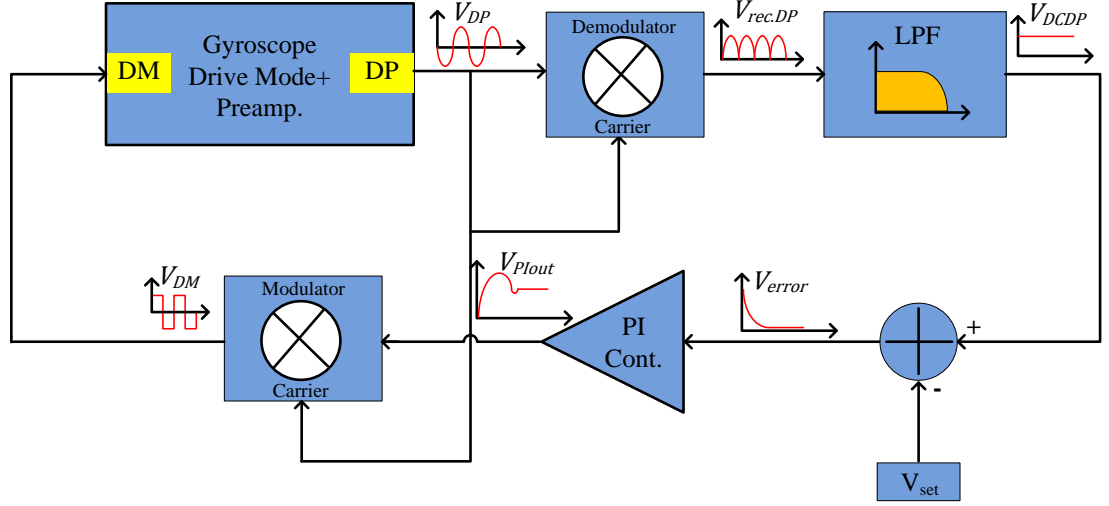 Gyroscope
Drive Mode+
Preamp.
DM
DP
V_DP
Demodulator
Carrier
V_rec.DP
LPF
V_DCDP
V_DM
Modulator
Carrier
V_PIout
PI
Cont.
V_error
+
-
V_set